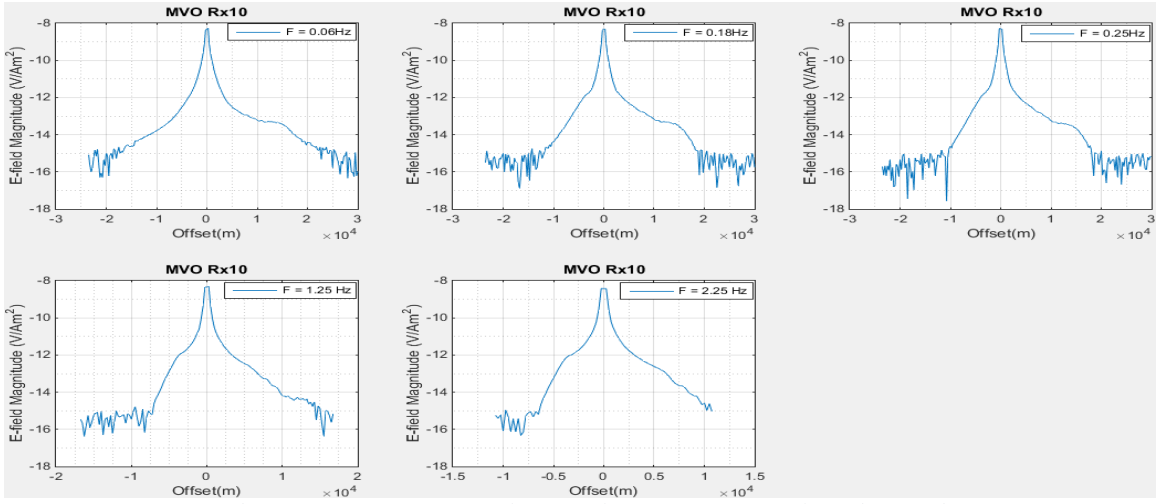 MVO Rx10
F = 0.06Hz
E-field Magnitude (V/Am²)
-8
-10
-12
-14
-16
-18
-3 -2 -1 0 1 2 3
Offset(m)
× 10⁴
MVO Rx10
F = 0.18Hz
E-field Magnitude (V/Am²)
-8
-10
-12
-14
-16
-18
-3 -2 -1 0 1 2 3
Offset(m)
× 10⁴
MVO Rx10
F = 0.25Hz
E-field Magnitude (V/Am²)
-8
-10
-12
-14
-16
-18
-3 -2 -1 0 1 2 3
Offset(m)
× 10⁴
MVO Rx10
F = 1.25 Hz
E-field Magnitude (V/Am²)
-8
-10
-12
-14
-16
-18
-2 -1 0 1 2
Offset(m)
× 10⁴
MVO Rx10
F = 2.25 Hz
E-field Magnitude (V/Am²)
-8
-10
-12
-14
-16
-18
-1.5 -1 -0.5 0 0.5 1 1.5
Offset(m)
× 10⁴